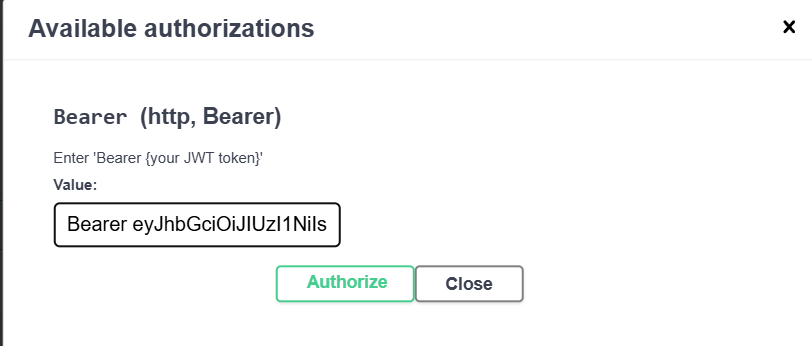 Available authorizations
Bearer (http, Bearer)
Enter 'Bearer {your JWT token}'
Value:
Bearer eyJhbGciOiJIUzI1NiIs
Authorize Close